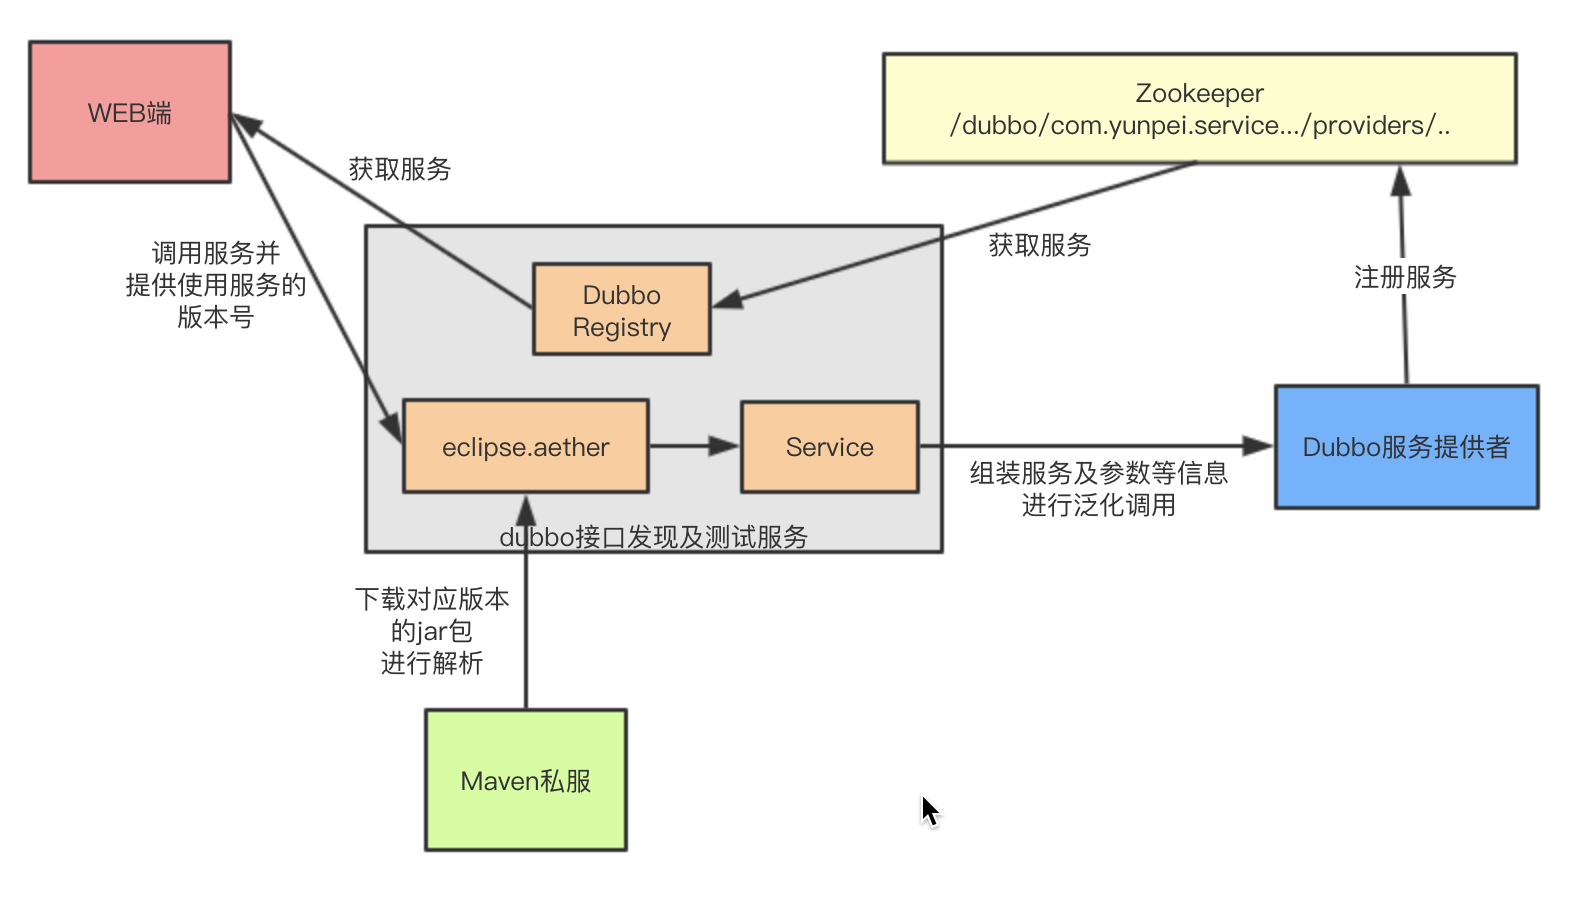 WEB端
Zookeeper
/dubbo/com.yunpei.service.../providers/..
获取服务
获取服务
调用服务并
提供使用服务的
版本号
Dubbo
Registry
注册服务
eclipse.aether
Service
Dubbo服务提供者
组装服务及参数等信息
进行泛化调用
dubbo接口发现及测试服务
下载对应版本
的jar包
进行解析
Maven私服